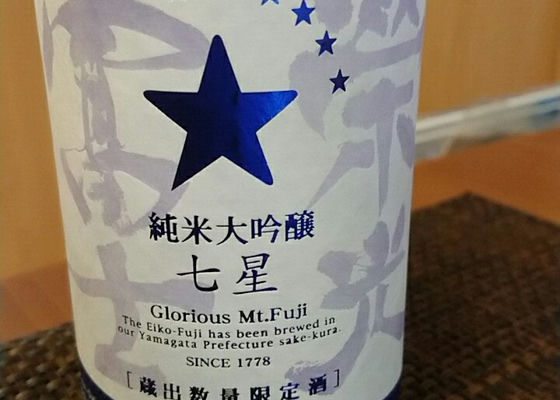 純米大吟醸
七星
Glorious Mt.Fuji
The Eiko-Fuji has been brewed in
our Yamagata Prefecture sake-kura.
SINCE 1778
[蔵出数量限定酒]